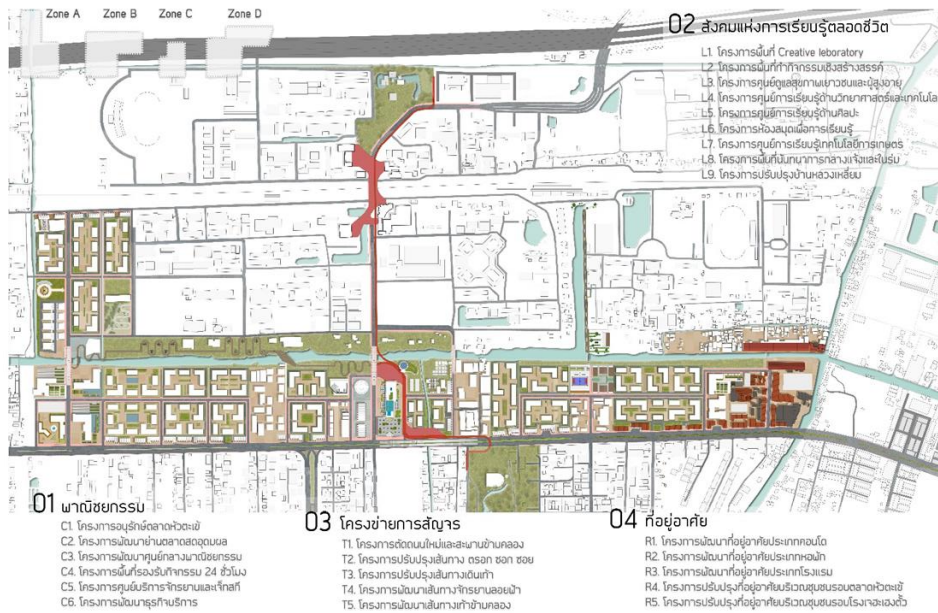 Zone A
Zone B
Zone C
Zone D
02 สังคมแห่งการเรียนรู้ตลอดชีวิต
L1. โครงการพื้นที่ Creative leboratory
L2. โครงการพื้นที่ทำกิจกรรมเชิงสร้างสรรค์
L3. โครงการศูนย์ดูแลสุขภาพเยาวชนและผู้สูงอายุ
L4. โครงการศูนย์การเรียนรู้ด้านวิทยาศาสตร์และเทคโนโล
L5. โครงการศูนย์การเรียนรู้ด้านศิลปะ
L6. โครงการห้องสมุดเพื่อการเรียนรู้
L7. โครงการศูนย์การเรียนรู้เทคโนโลยีการเกษตร
L8. โครงการพื้นที่นันทนาการกลางแจ้งและในร่ม
L9. โครงการปรับปรุงบ้านหลวงเหลี่ยม
01 พาณิชยกรรม
C1. โครงการอนุรักษ์ตลาดหัวตะเข้
C2. โครงการพัฒนาย่านตลาดสดอุดมผล
C3. โครงการพัฒนาศูนย์กลางพาณิชยกรรม
C4. โครงการพื้นที่รองรับกิจกรรม 24 ชั่วโมง
C5. โครงการศูนย์บริการจักรยานและเจ็ทสกี
C6. โครงการพัฒนาธุรกิจบริการ
03 โครงข่ายการสัญจร
T1. โครงการตัดถนนใหม่และสะพานข้ามคลอง
T2. โครงการปรับปรุงเส้นทาง ตรอก ซอก ซอย
T3. โครงการปรับปรุงเส้นทางเดินเท้า
T4. โครงการพัฒนาเส้นทางจักรยานลอยฟ้า
T5. โครงการพัฒนาเส้นทางเท้าข้ามคลอง
04 ที่อยู่อาศัย
R1. โครงการพัฒนาที่อยู่อาศัยประเภทคอนโด
R2. โครงการพัฒนาที่อยู่อาศัยประเภทหอพัก
R3. โครงการพัฒนาที่อยู่อาศัยประเภทโรงแรม
R4. โครงการปรับปรุงที่อยู่อาศัยบริเวณชุมชนรอบตลาดหัวตะเข้
R5. โครงการปรับปรุงที่อยู่อาศัยบริเวณชุมชนรอบโรงเจฮะเฮงตั้ว